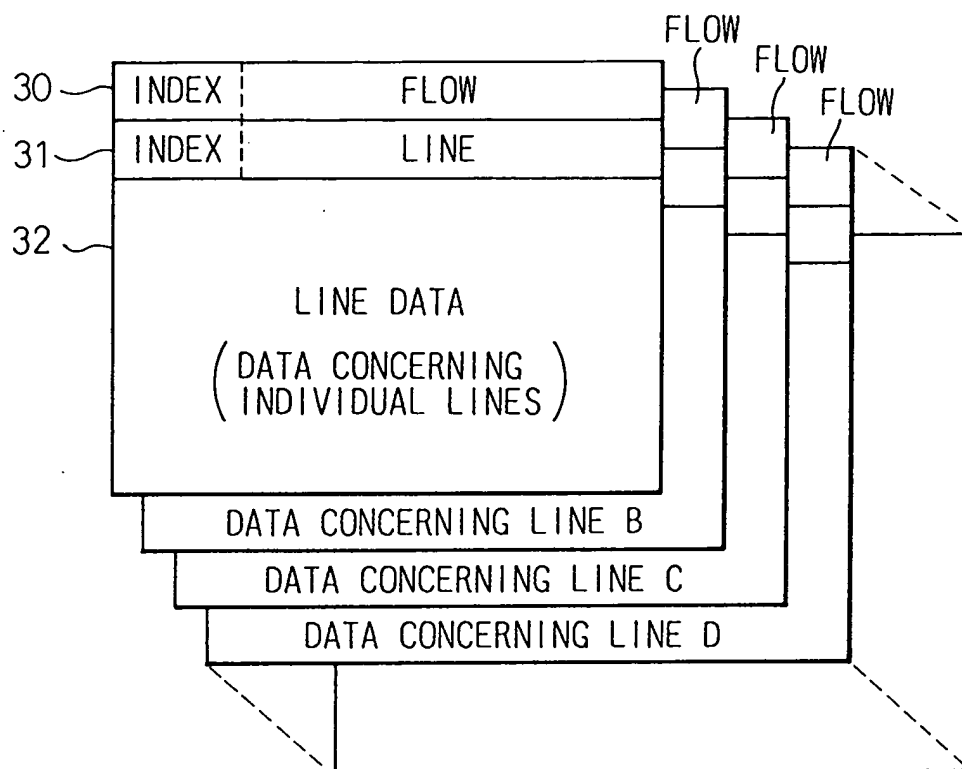 FLOW
FLOW
FLOW
30 INDEX FLOW
31 INDEX LINE
32
LINE DATA
(DATA CONCERNING
INDIVIDUAL LINES)
DATA CONCERNING LINE B
DATA CONCERNING LINE C
DATA CONCERNING LINE D